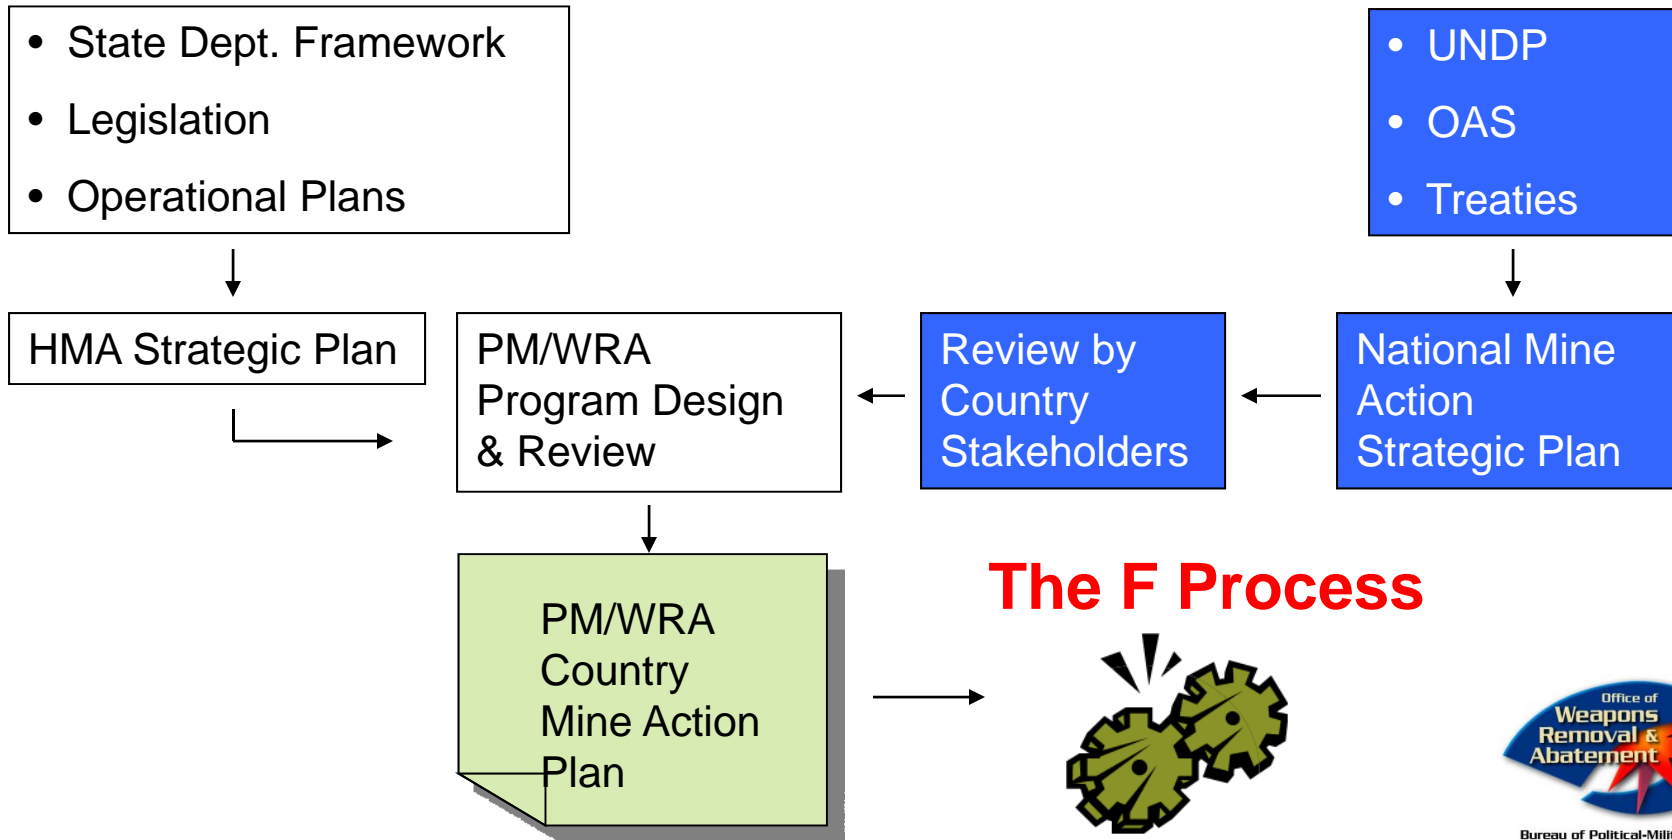 • State Dept. Framework
• Legislation
• Operational Plans
• UNDP
• OAS
• Treaties
HMA Strategic Plan
PM/WRA
Program Design
& Review
Review by
Country
Stakeholders
National Mine
Action
Strategic Plan
PM/WRA
Country
Mine Action
Plan
The F Process
Office of
Weapons
Removal &
Abatement
Bureau of